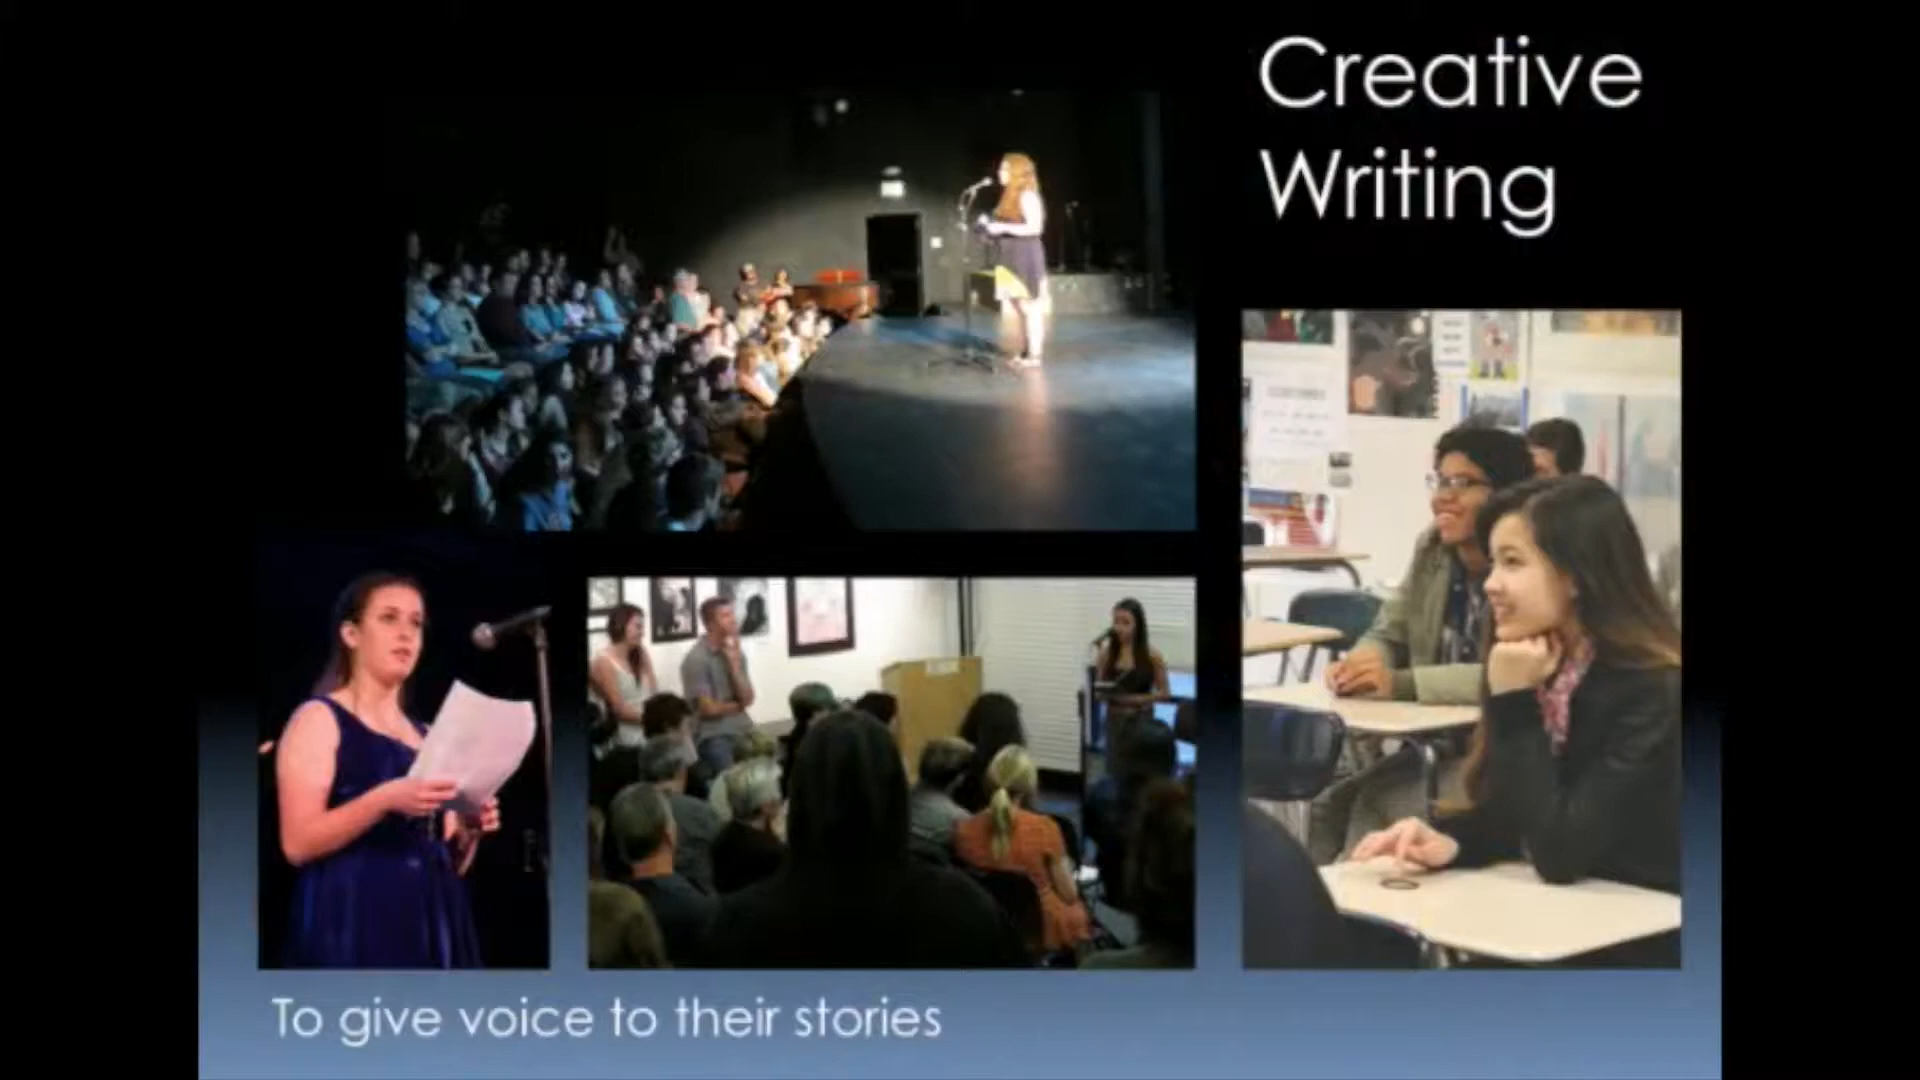 Creative
Writing
To give voice to their stories